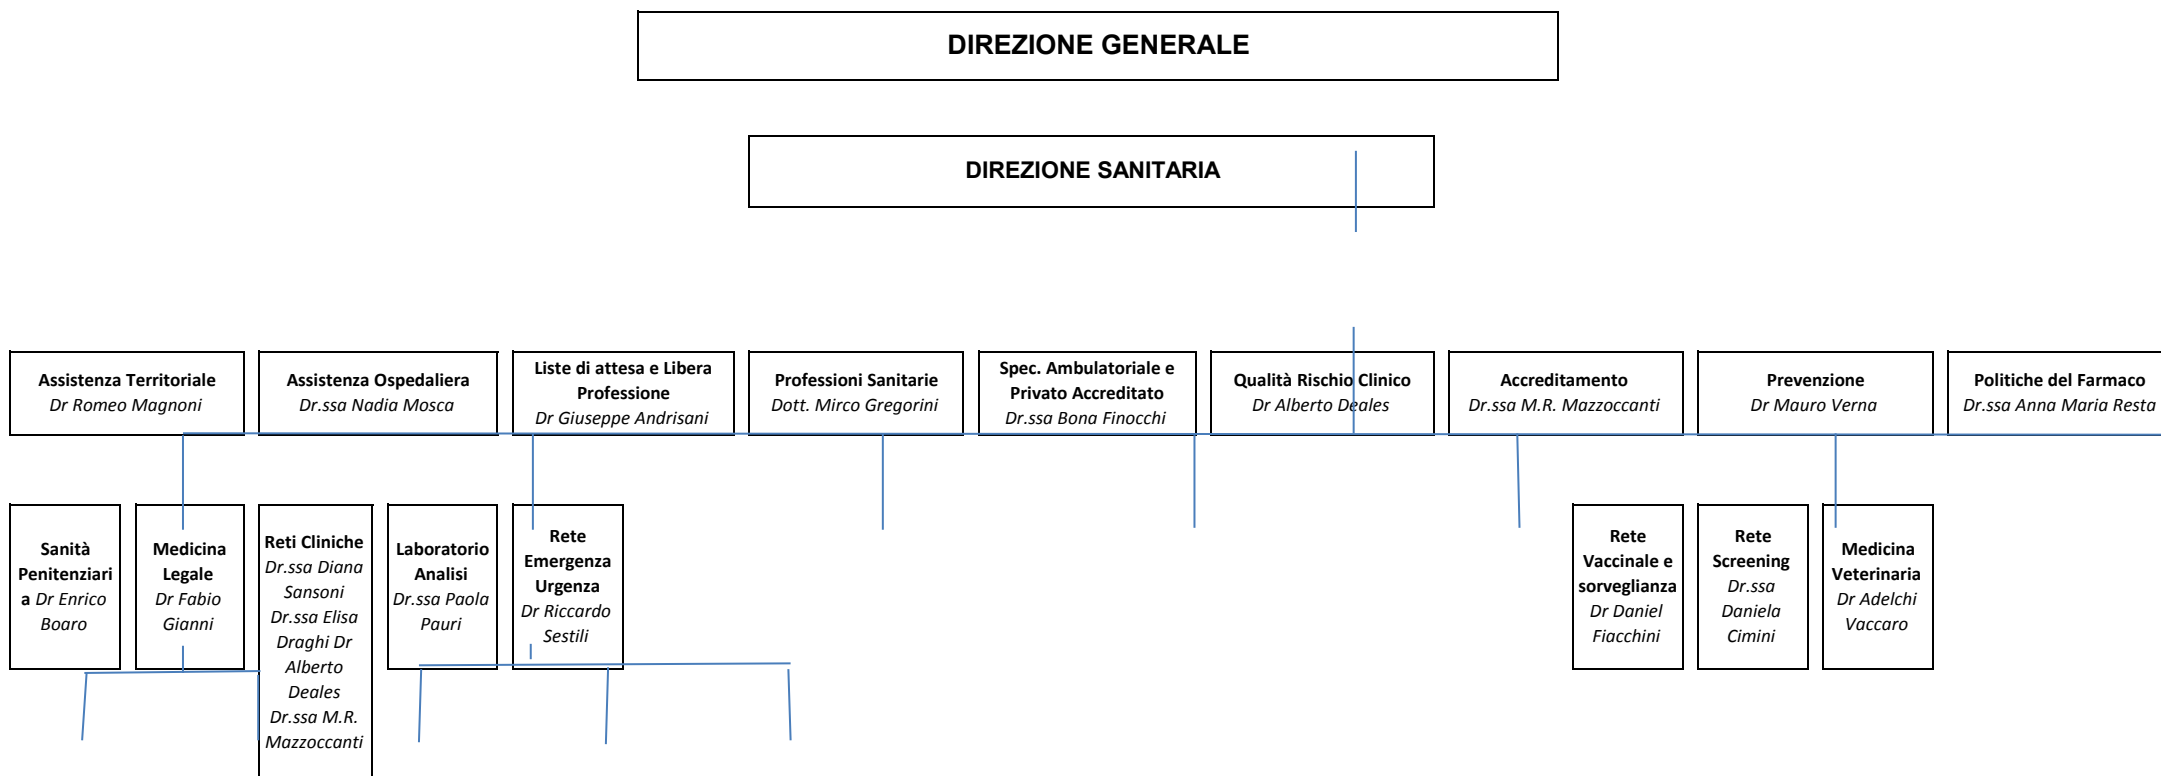 DIREZIONE GENERALE
DIREZIONE SANITARIA
Assistenza Territoriale
Dr Romeo Magnoni
Assistenza Ospedaliera
Dr.ssa Nadia Mosca
Liste di attesa e Libera
Professione
Dr Giuseppe Andrisani
Professioni Sanitarie
Dott. Mirco Gregorini
Spec. Ambulatoriale e
Privato Accreditato
Dr.ssa Bona Finocchi
Qualità Rischio Clinico
Dr Alberto Deales
Accreditamento
Dr.ssa M.R. Mazzoccanti
Prevenzione
Dr Mauro Verna
Politiche del Farmaco
Dr.ssa Anna Maria Resta
Sanità
Penitenziari
a Dr Enrico
Boaro
Medicina
Legale
Dr Fabio
Gianni
Reti Cliniche
Dr.ssa Diana
Sansoni
Dr.ssa Elisa
Draghi Dr
Alberto
Deales
Dr.ssa M.R.
Mazzoccanti
Laboratorio
Analisi
Dr.ssa Paola
Pauri
Rete
Emergenza
Urgenza
Dr Riccardo
Sestili
Rete
Vaccinale e
sorveglianza
Dr Daniel
Fiacchini
Rete
Screening
Dr.ssa
Daniela
Cimini
Medicina
Veterinaria
Dr Adelchi
Vaccaro